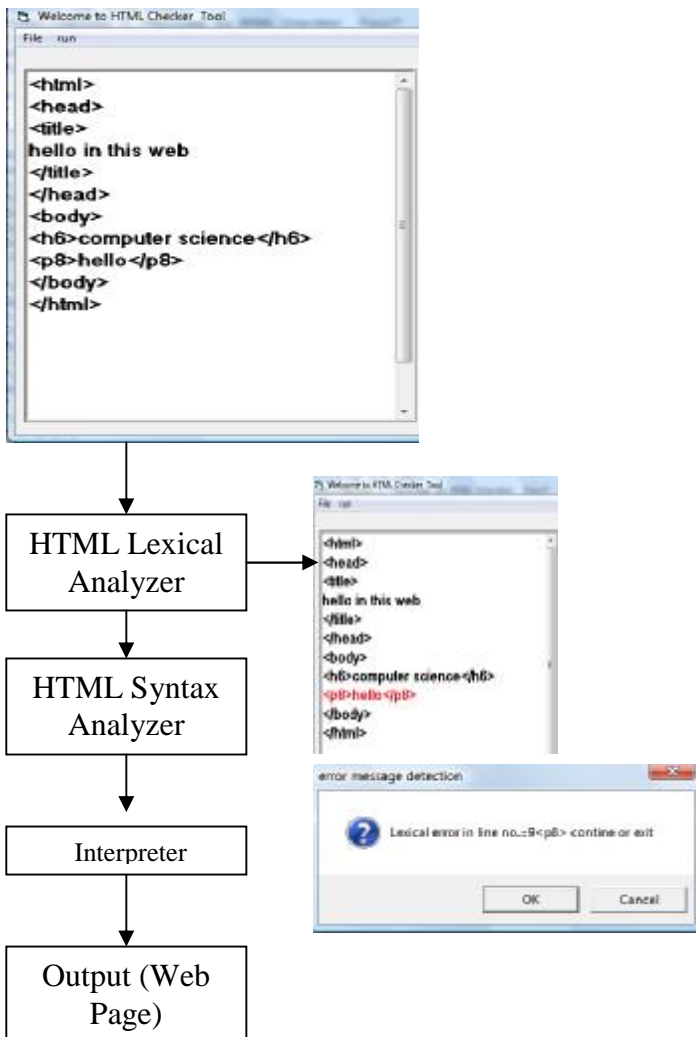 Welcome to HTML Checker Tool
File run
<html>
<head>
<title>
hello in this web
</title>
</head>
<body>
<h6>computer science</h6>
<p8>hello</p8>
</body>
</html>
HTML Lexical
Analyzer
Welcome to HTML Checker Tool
File run
<html>
<head>
<title>
hello in this web
</title>
</head>
<body>
<h6>computer science</h6>
<p8>hello</p8>
</body>
</html>
HTML Syntax
Analyzer
error message detection
Lexical error in line no.:=9<p8> contine or exit
OK Cancel
Interpreter
Output (Web
Page)